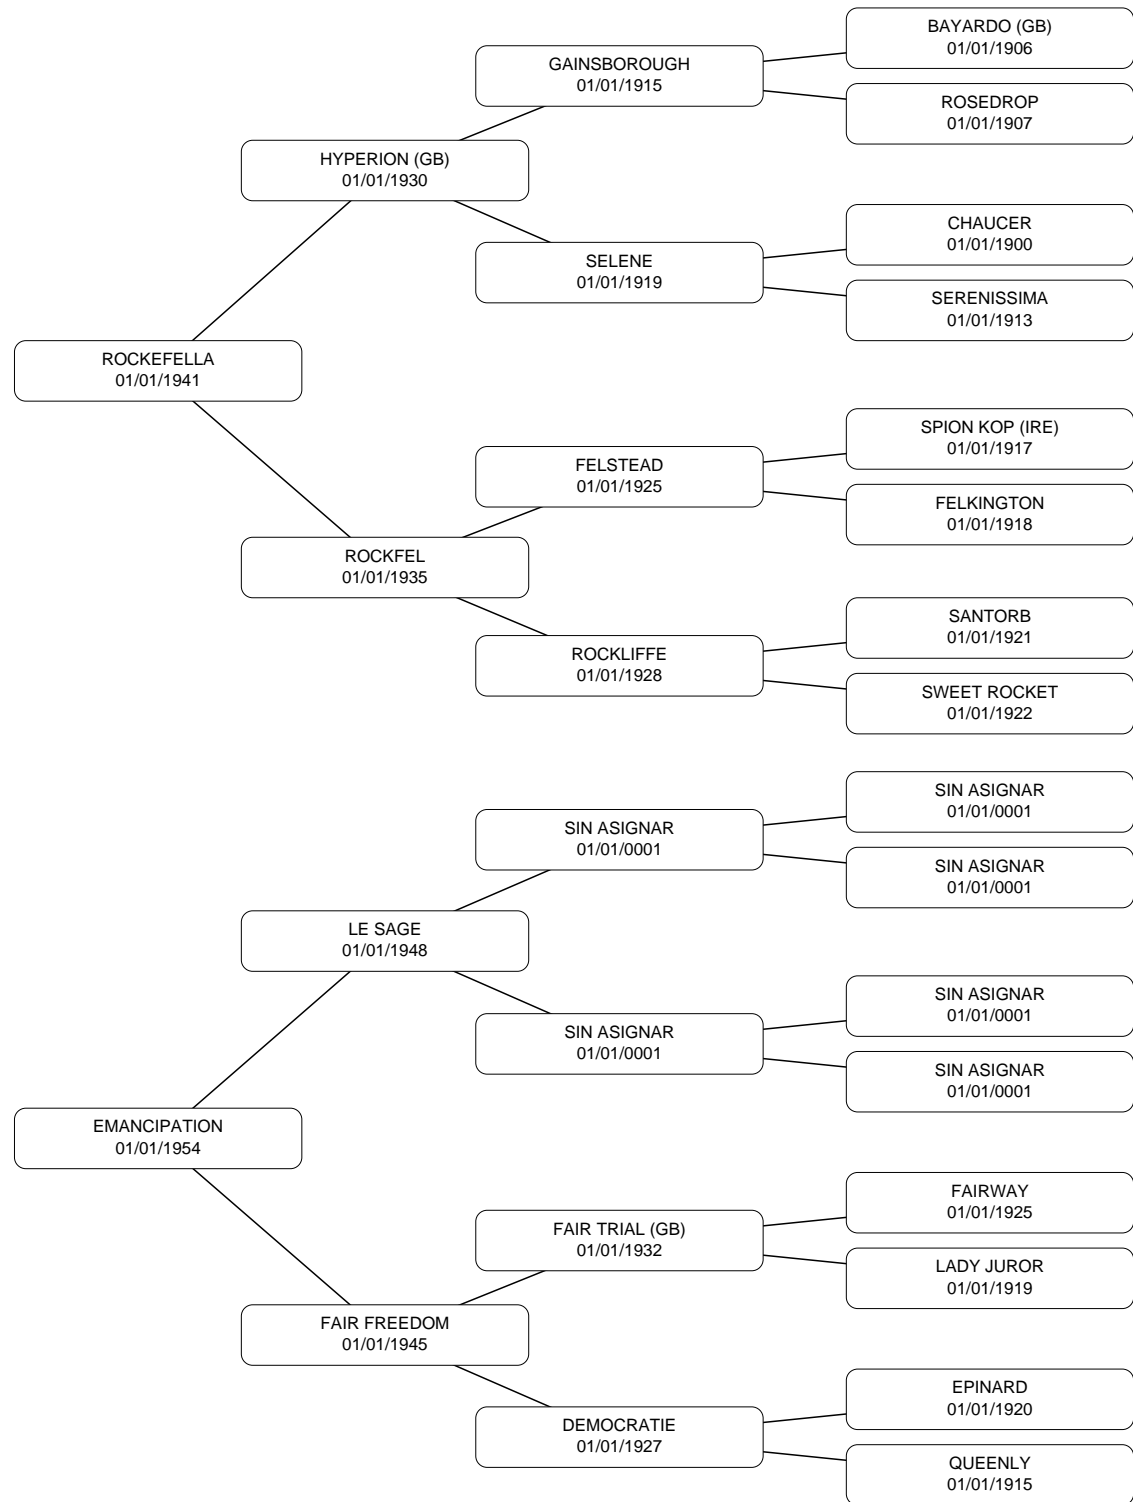 BAYARDO (GB)
01/01/1906
GAINSBOROUGH
01/01/1915
ROSEDROP
01/01/1907
HYPERION (GB)
01/01/1930
CHAUCER
01/01/1900
SELENE
01/01/1919
SERENISSIMA
01/01/1913
ROCKEFELLA
01/01/1941
SPION KOP (IRE)
01/01/1917
FELSTEAD
01/01/1925
FELKINGTON
01/01/1918
ROCKFEL
01/01/1935
SANTORB
01/01/1921
ROCKLIFFE
01/01/1928
SWEET ROCKET
01/01/1922
SIN ASIGNAR
01/01/0001
SIN ASIGNAR
01/01/0001
SIN ASIGNAR
01/01/0001
LE SAGE
01/01/1948
SIN ASIGNAR
01/01/0001
SIN ASIGNAR
01/01/0001
SIN ASIGNAR
01/01/0001
EMANCIPATION
01/01/1954
FAIRWAY
01/01/1925
FAIR TRIAL (GB)
01/01/1932
LADY JUROR
01/01/1919
FAIR FREEDOM
01/01/1945
EPINARD
01/01/1920
DEMOCRATIE
01/01/1927
QUEENLY
01/01/1915